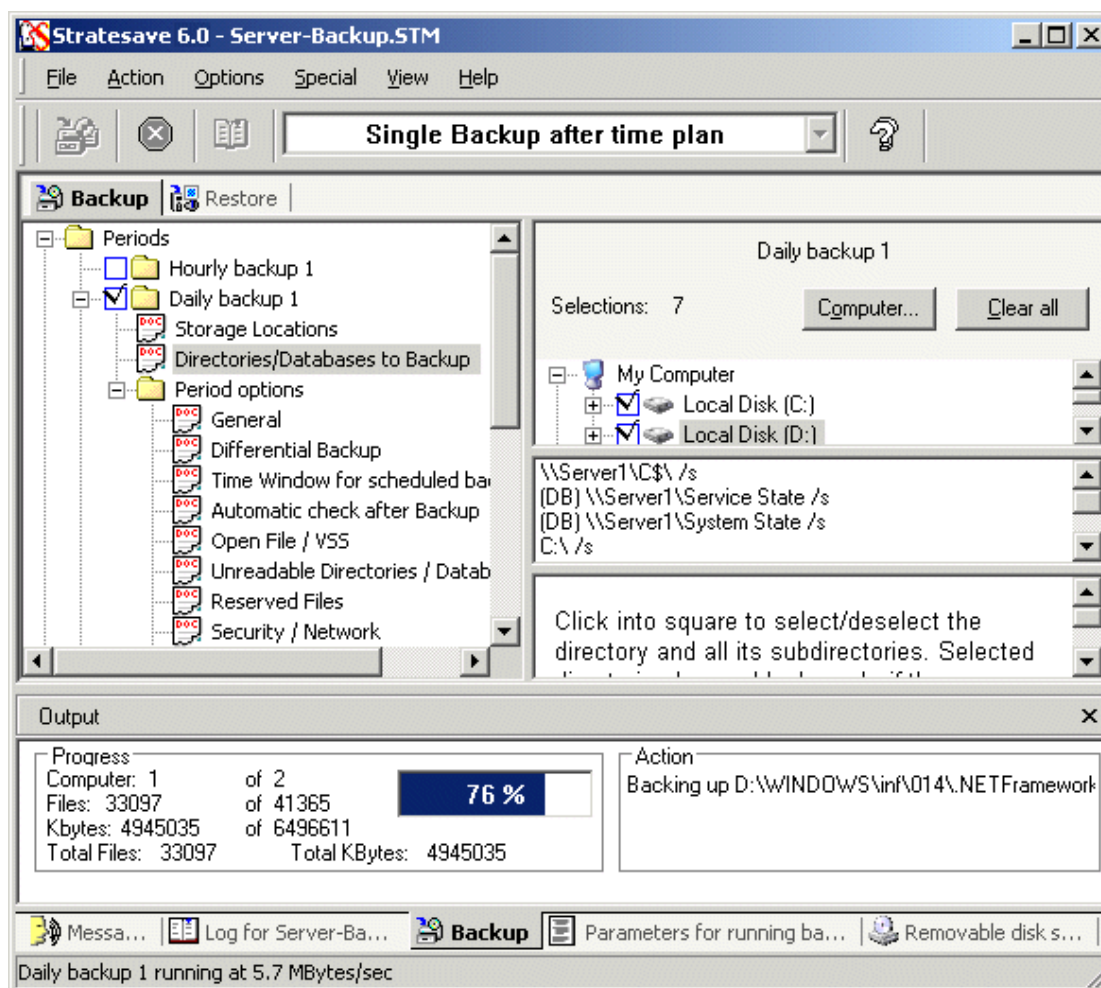 Stratesave 6.0 - Server-Backup.STM
File Action Options Special View Help
Single Backup after time plan
Backup Restore
Periods
Hourly backup 1
Daily backup 1
Storage Locations
Directories/Databases to Backup
Period options
General
Differential Backup
Time Window for scheduled ba
Automatic check after Backup
Open File / VSS
Unreadable Directories / Datab
Reserved Files
Security / Network
Daily backup 1
Selections: 7 Computer... Clear all
My Computer
Local Disk (C:)
Local Disk (D:)
\\Server1\C$\ /s
(DB) \\Server1\Service State /s
(DB) \\Server1\System State /s
C:\ /s
Click into square to select/deselect the
directory and all its subdirectories. Selected
Output
Progress
Computer: 1 of 2
Files: 33097 of 41365
Kbytes: 4945035 of 6496611
Total Files: 33097 Total KBytes: 4945035
76 %
Action
Backing up D:\WINDOWS\inf\014\.NETFramework
Messa... Log for Server-Ba... Backup Parameters for running ba... Removable disk s...
Daily backup 1 running at 5.7 MBytes/sec